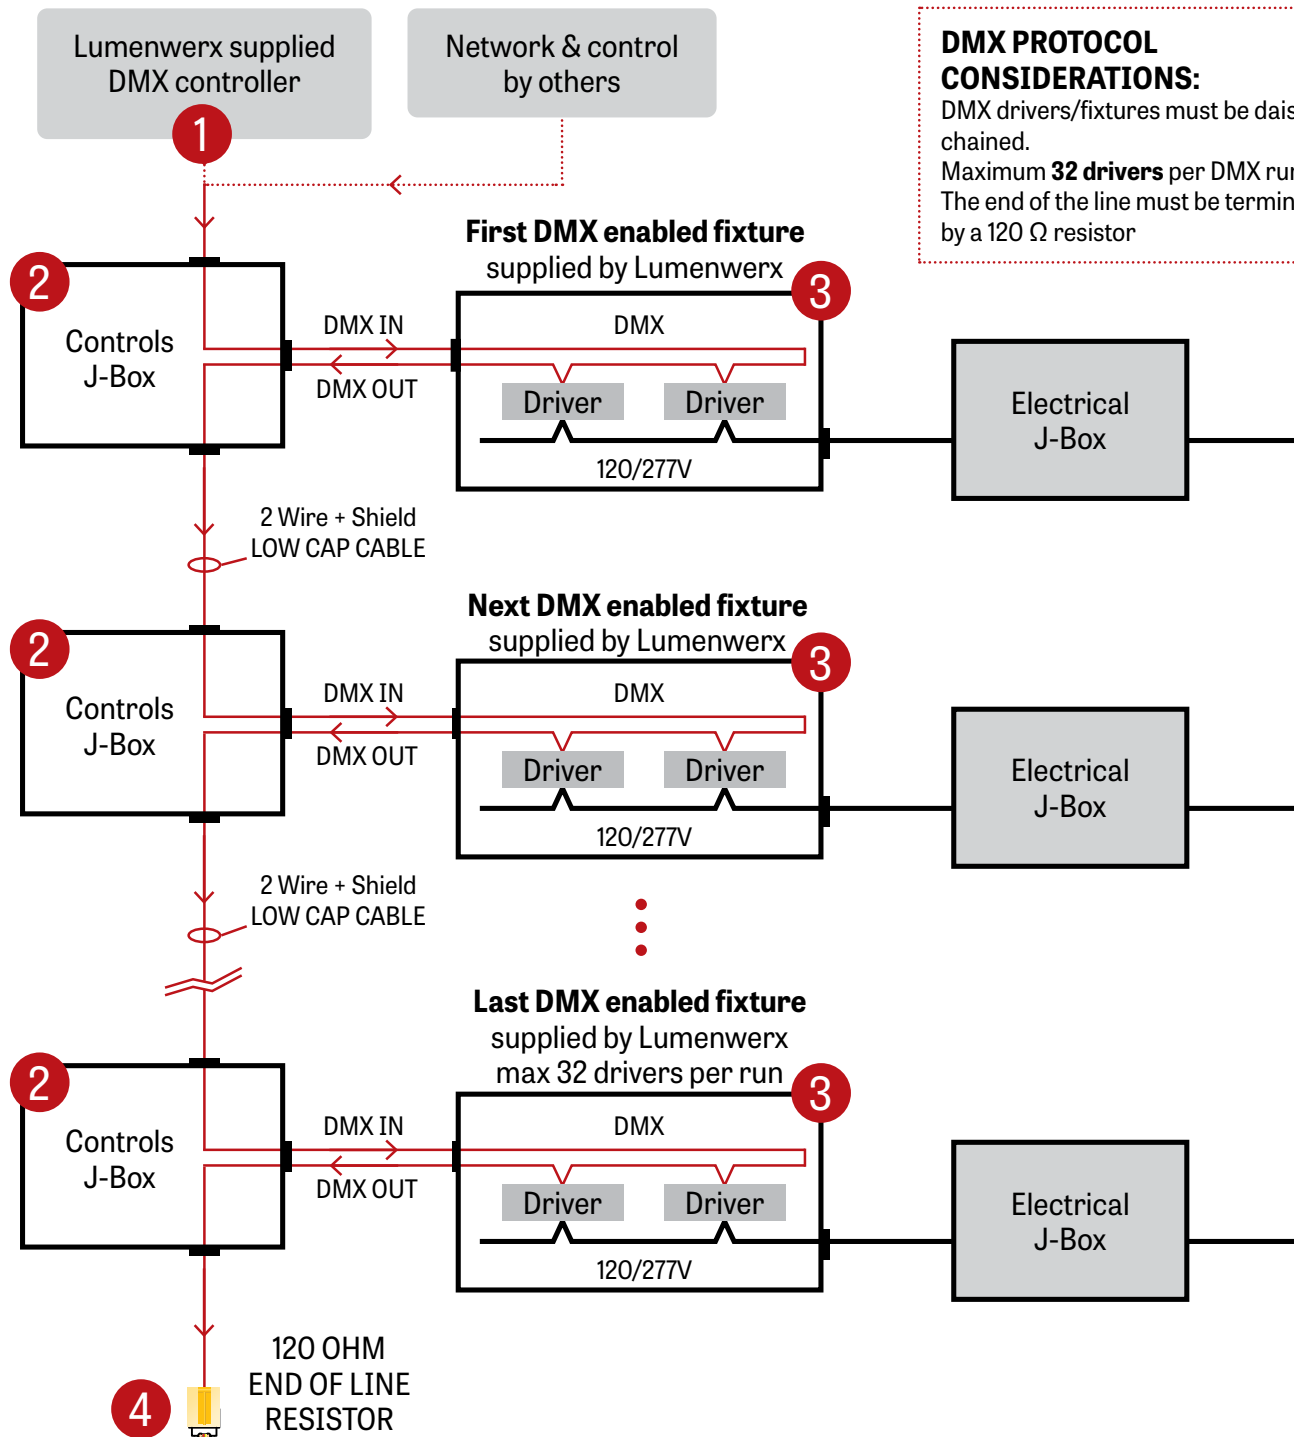 Lumenwerx supplied
DMX controller
1
Network & control
by others
DMX PROTOCOL
CONSIDERATIONS:
DMX drivers/fixtures must be dais
chained.
Maximum 32 drivers per DMX run
The end of the line must be termin
by a 120 Ω resistor
First DMX enabled fixture
supplied by Lumenwerx
2
Controls
J-Box
DMX IN
DMX OUT
3
DMX
Driver
Driver
120/277V
Electrical
J-Box
2 Wire + Shield
LOW CAP CABLE
Next DMX enabled fixture
supplied by Lumenwerx
2
Controls
J-Box
DMX IN
DMX OUT
3
DMX
Driver
Driver
120/277V
Electrical
J-Box
2 Wire + Shield
LOW CAP CABLE
Last DMX enabled fixture
supplied by Lumenwerx
max 32 drivers per run
2
Controls
J-Box
DMX IN
DMX OUT
3
DMX
Driver
Driver
120/277V
Electrical
J-Box
4
120 OHM
END OF LINE
RESISTOR